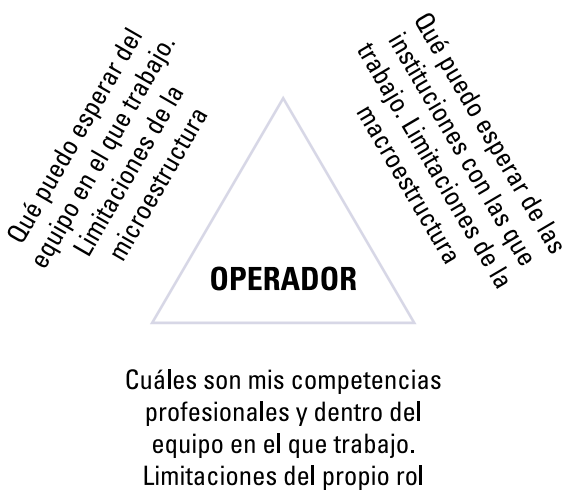 Qué puedo esperar del
equipo en el que trabajo.
Limitaciones de la
microestructura
Qué puedo esperar de las
instituciones con las que
trabajo. Limitaciones de la
macroestructura
OPERADOR
Cuáles son mis competencias
profesionales y dentro del
equipo en el que trabajo.
Limitaciones del propio rol